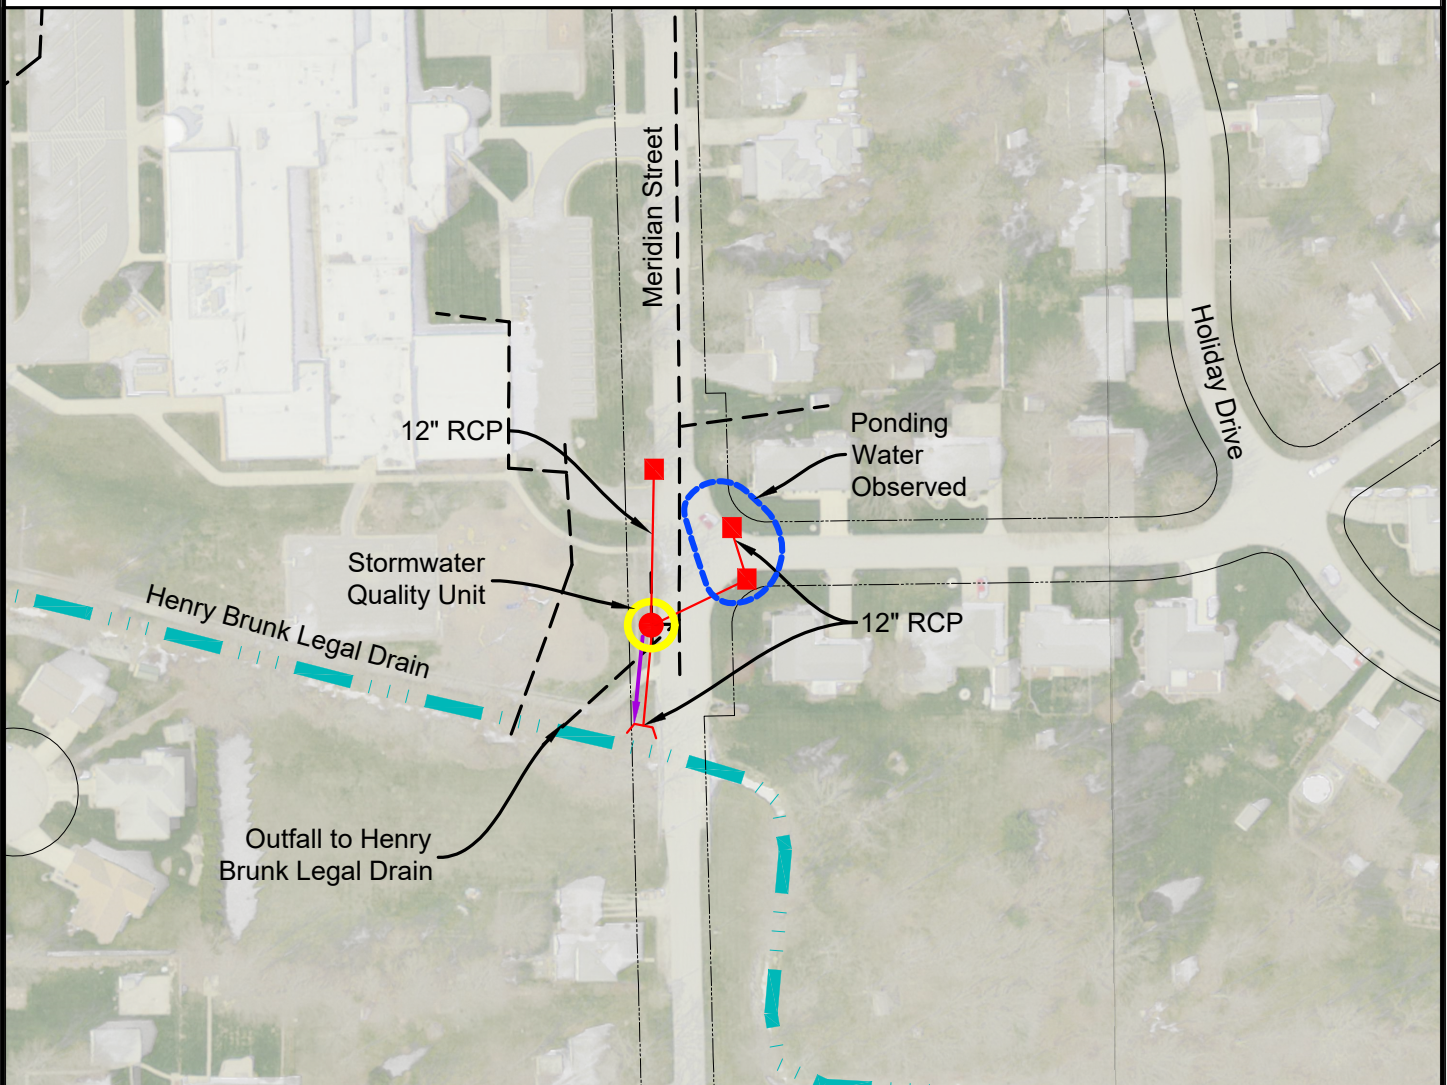 Meridian Street
Holiday Drive
12" RCP
Ponding
Water
Observed
Stormwater
Quality Unit
Henry Brunk Legal Drain
12" RCP
Outfall to Henry
Brunk Legal Drain